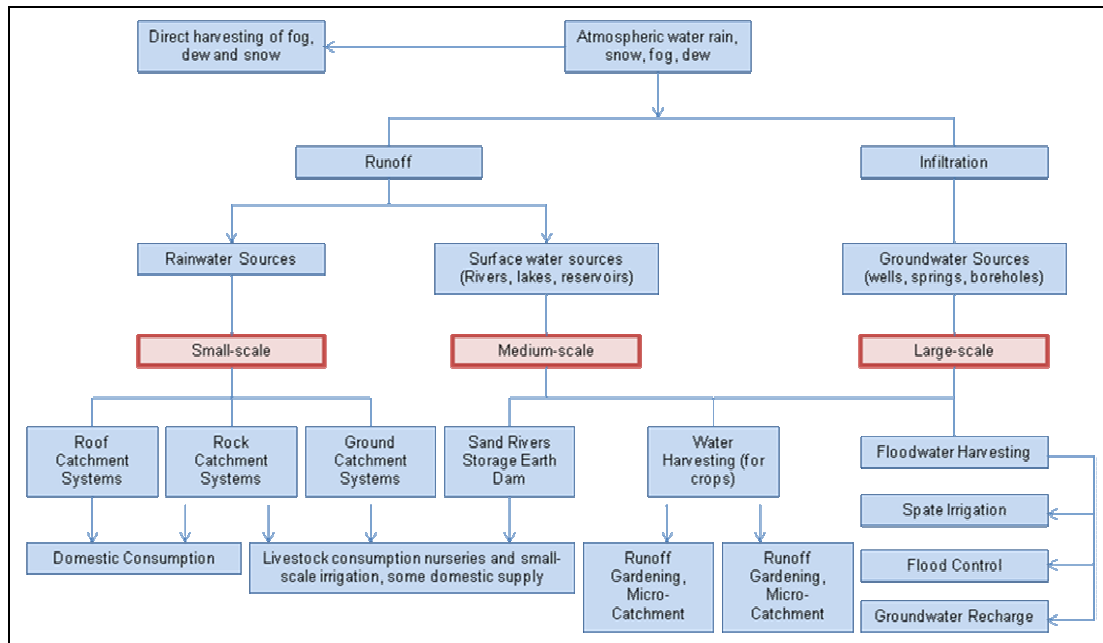 Direct harvesting of fog,
dew and snow
Atmospheric water rain,
snow, fog, dew
Runoff
Infiltration
Rainwater Sources
Surface water sources
(Rivers, lakes, reservoirs)
Groundwater Sources
(wells, springs, boreholes)
Small-scale
Medium-scale
Large-scale
Roof
Catchment
Systems
Rock
Catchment
Systems
Ground
Catchment
Systems
Sand Rivers
Storage Earth
Dam
Water
Harvesting (for
crops)
Floodwater Harvesting
Spate Irrigation
Domestic Consumption
Livestock consumption nurseries and small-
scale irrigation, some domestic supply
Runoff
Gardening,
Micro-
Catchment
Runoff
Gardening,
Micro-
Catchment
Flood Control
Groundwater Recharge